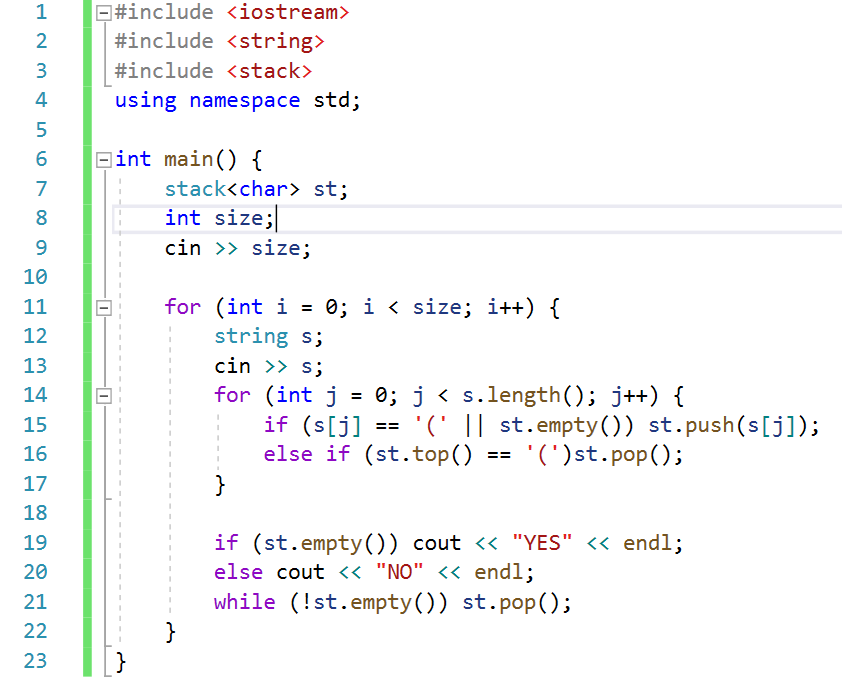 1 #include <iostream>
2 #include <string>
3 #include <stack>
4 using namespace std;
5
6 int main() {
7     stack<char> st;
8     int size;
9     cin >> size;
10
11     for (int i = 0; i < size; i++) {
12         string s;
13         cin >> s;
14         for (int j = 0; j < s.length(); j++) {
15             if (s[j] == '(' || st.empty()) st.push(s[j]);
16             else if (st.top() == '(')st.pop();
17         }
18
19         if (st.empty()) cout << "YES" << endl;
20         else cout << "NO" << endl;
21         while (!st.empty()) st.pop();
22     }
23 }